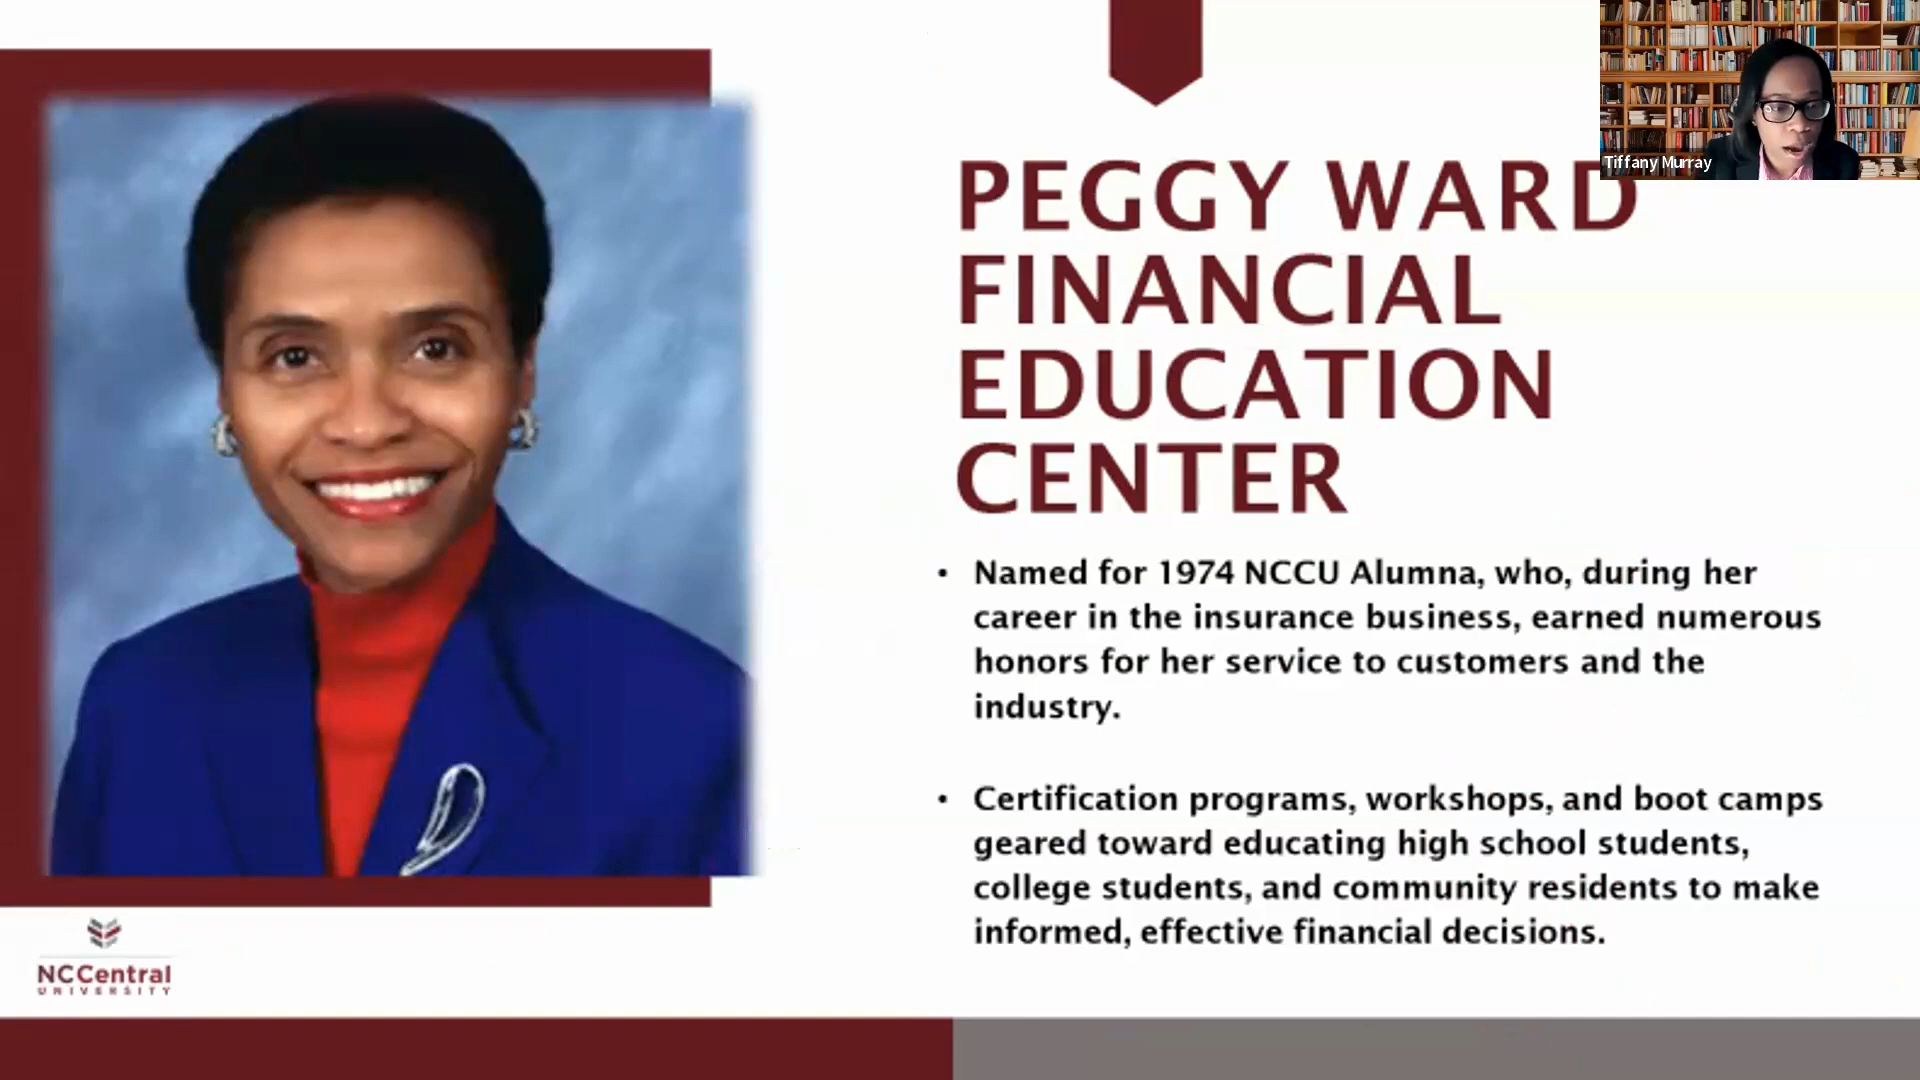 Tiffany Murray
PEGGY WARD
FINANCIAL
EDUCATION
CENTER
• Named for 1974 NCCU Alumna, who, during her
career in the insurance business, earned numerous
honors for her service to customers and the
industry.
• Certification programs, workshops, and boot camps
geared toward educating high school students,
college students, and community residents to make
informed, effective financial decisions.
NCCentral
UNIVERSITY